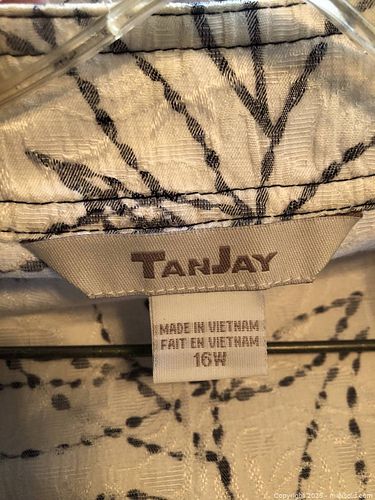 TANJAY
MADE IN VIETNAM
FAIT EN VIETNAM
16W